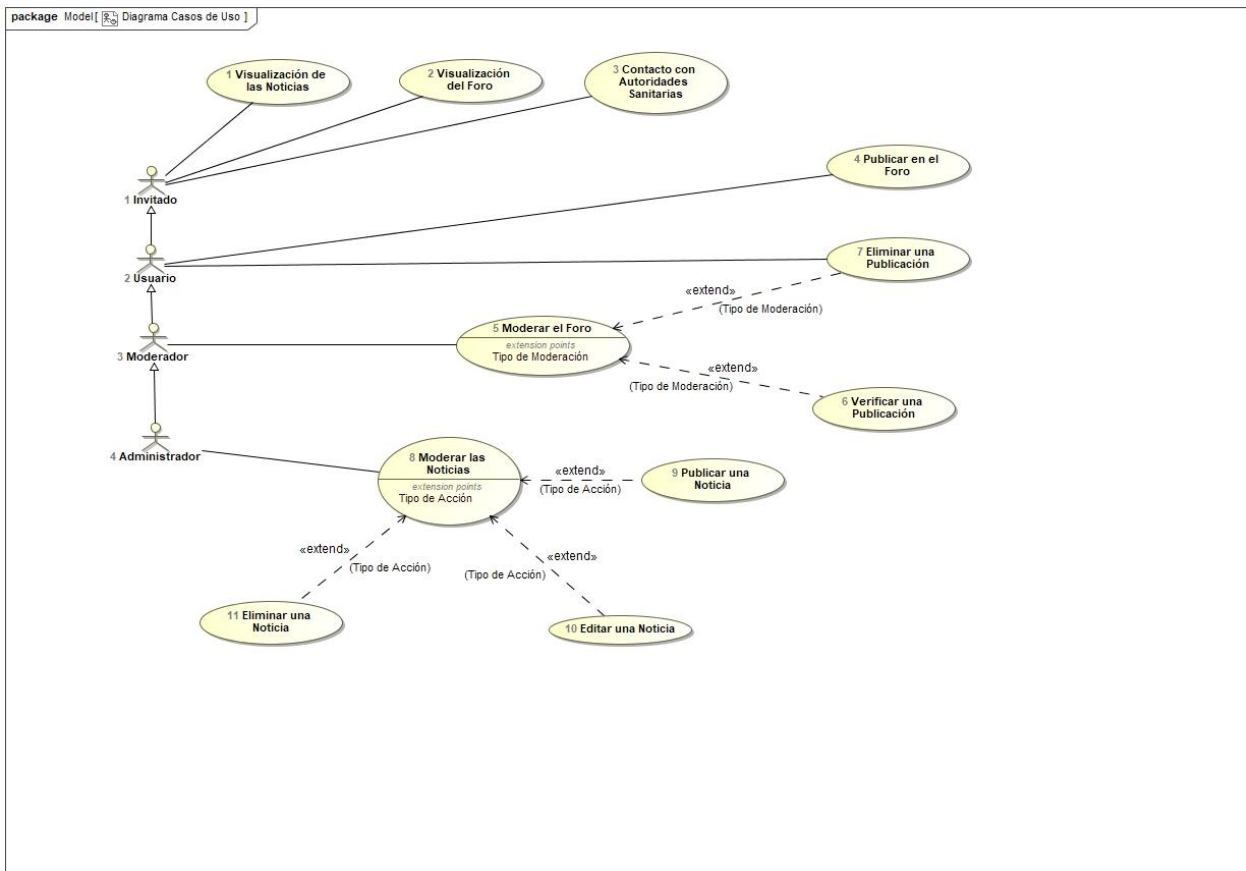 package Model[ Diagrama Casos de Uso ]
1 Visualización de
las Noticias
2 Visualización
del Foro
3 Contacto con
Autoridades
Sanitarias
4 Publicar en el
Foro
1 Invitado
2 Usuario
7 Eliminar una
Publicación
«extend»
(Tipo de Moderación)
5 Moderar el Foro
extension points
Tipo de Moderación
3 Moderador
«extend»
(Tipo de Moderación)
6 Verificar una
Publicación
4 Administrador
8 Moderar las
Noticias
extension points
Tipo de Acción
«extend»
(Tipo de Acción)
9 Publicar una
Noticia
«extend»
(Tipo de Acción)
«extend»
(Tipo de Acción)
11 Eliminar una
Noticia
10 Editar una Noticia